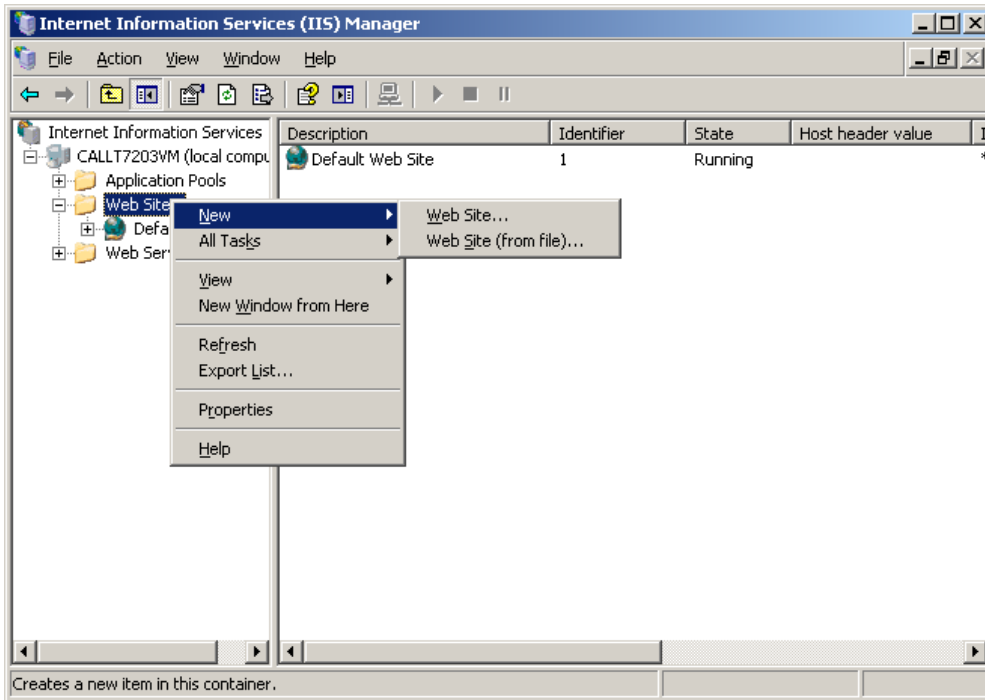 Internet Information Services (IIS) Manager
File Action View Window Help
Internet Information Services
CALLT7203VM (local compu
Application Pools
Web Site
Defa
Web Ser
Description Identifier State Host header value
Default Web Site 1 Running
New
All Tasks
View
New Window from Here
Refresh
Export List...
Properties
Help
Web Site...
Web Site (from file)...
Creates a new item in this container.